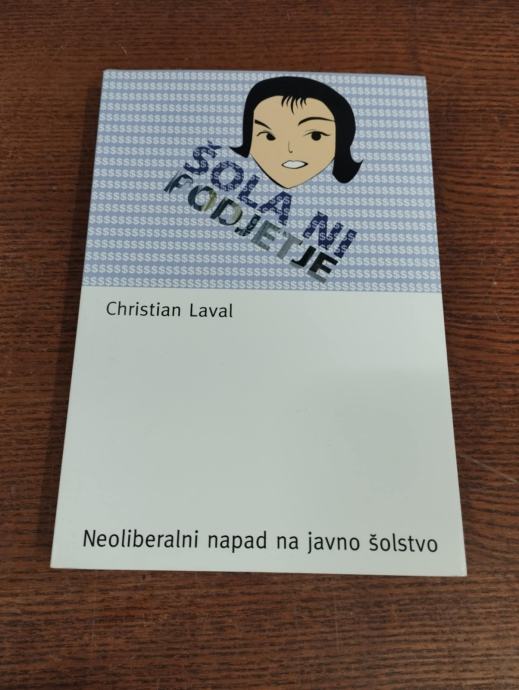 ŠOLA NI
PODJETJE
Christian Laval
Neoliberalni napad na javno šolstvo